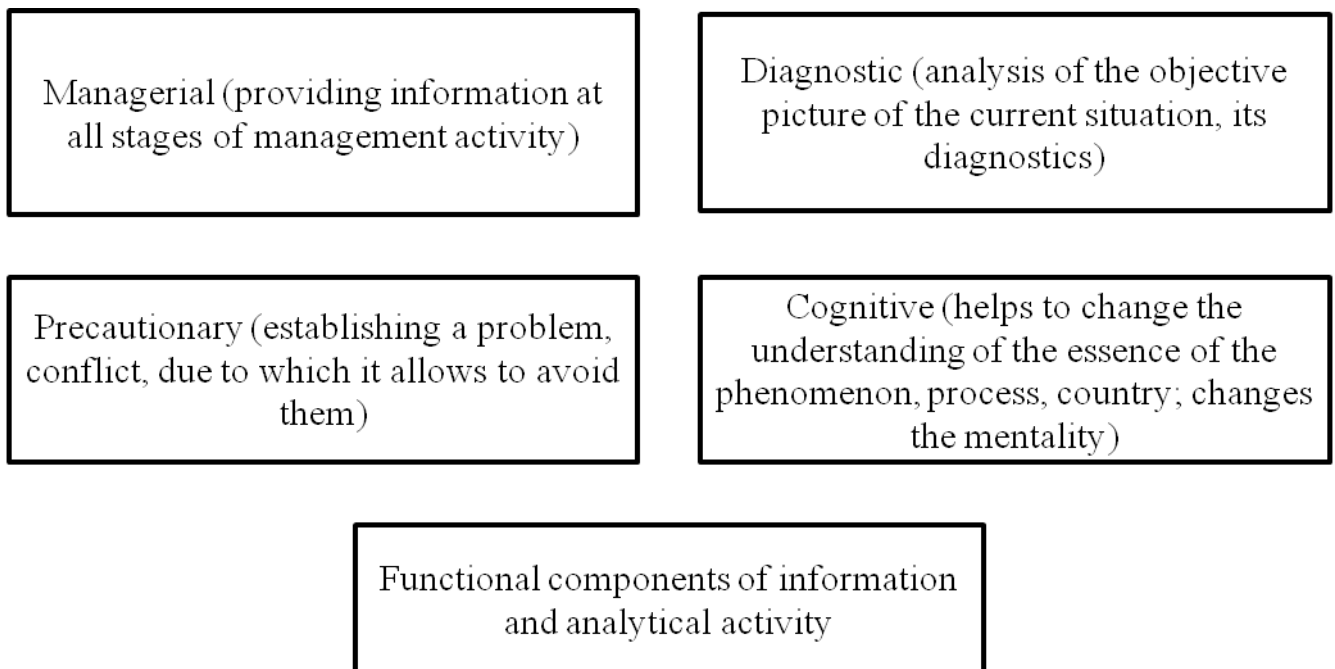 Managerial (providing information at
all stages of management activity)
Diagnostic (analysis of the objective
picture of the current situation, its
diagnostics)
Precautionary (establishing a problem,
conflict, due to which it allows to avoid
them)
Cognitive (helps to change the
understanding of the essence of the
phenomenon, process, country; changes
the mentality)
Functional components of information
and analytical activity